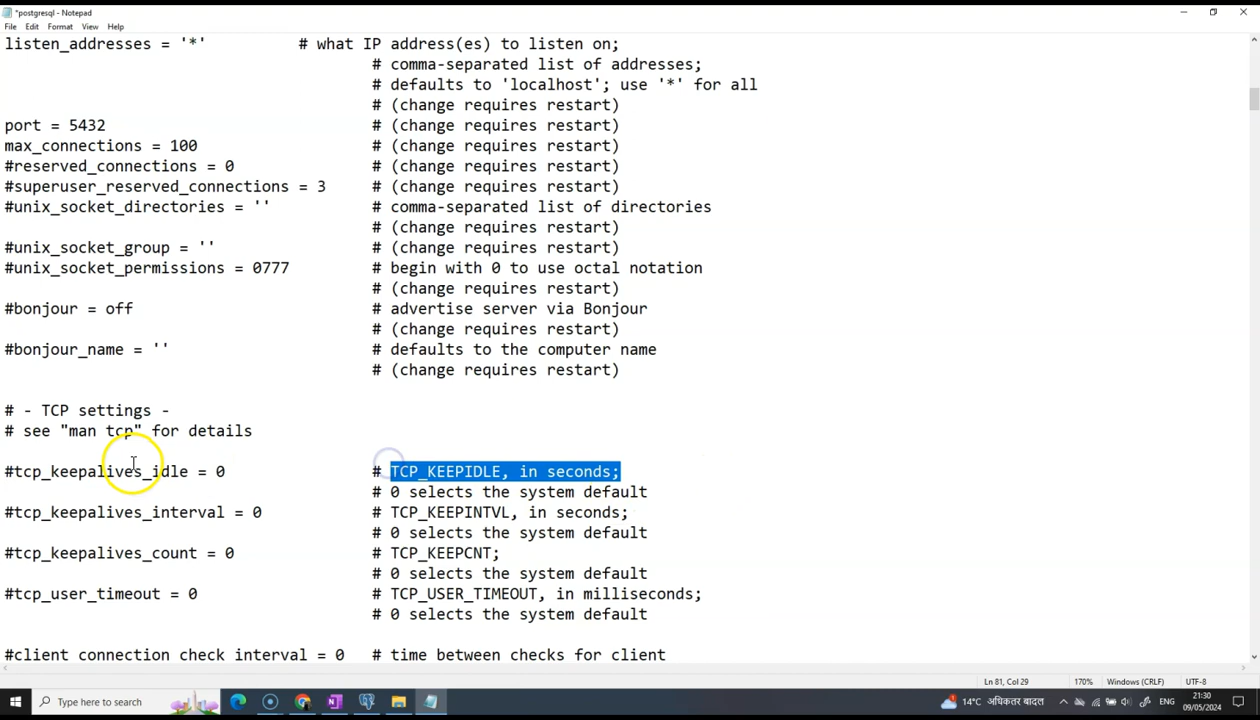 *postgresql - Notepad
File Edit Format View Help
listen_addresses = '*' # what IP address(es) to listen on;
# comma-separated list of addresses;
# defaults to 'localhost'; use '*' for all
# (change requires restart)
port = 5432 # (change requires restart)
max_connections = 100 # (change requires restart)
#reserved_connections = 0 # (change requires restart)
#superuser_reserved_connections = 3 # (change requires restart)
#unix_socket_directories = '' # comma-separated list of directories
# (change requires restart)
#unix_socket_group = '' # (change requires restart)
#unix_socket_permissions = 0777 # begin with 0 to use octal notation
# (change requires restart)
#bonjour = off # advertise server via Bonjour
# (change requires restart)
#bonjour_name = '' # defaults to the computer name
# (change requires restart)
# - TCP settings -
# see "man tcp" for details
#tcp_keepalives_idle = 0 # TCP_KEEPIDLE, in seconds;
# 0 selects the system default
#tcp_keepalives_interval = 0 # TCP_KEEPINTVL, in seconds;
# 0 selects the system default
#tcp_keepalives_count = 0 # TCP_KEEPCNT;
# 0 selects the system default
#tcp_user_timeout = 0 # TCP_USER_TIMEOUT, in milliseconds;
# 0 selects the system default
#client connection check interval = 0 # time between checks for client
Ln 81, Col 29 170% Windows (CRLF) UTF-8
Type here to search 14°C अधिकतर बादल ENG 21:30
09/05/2024